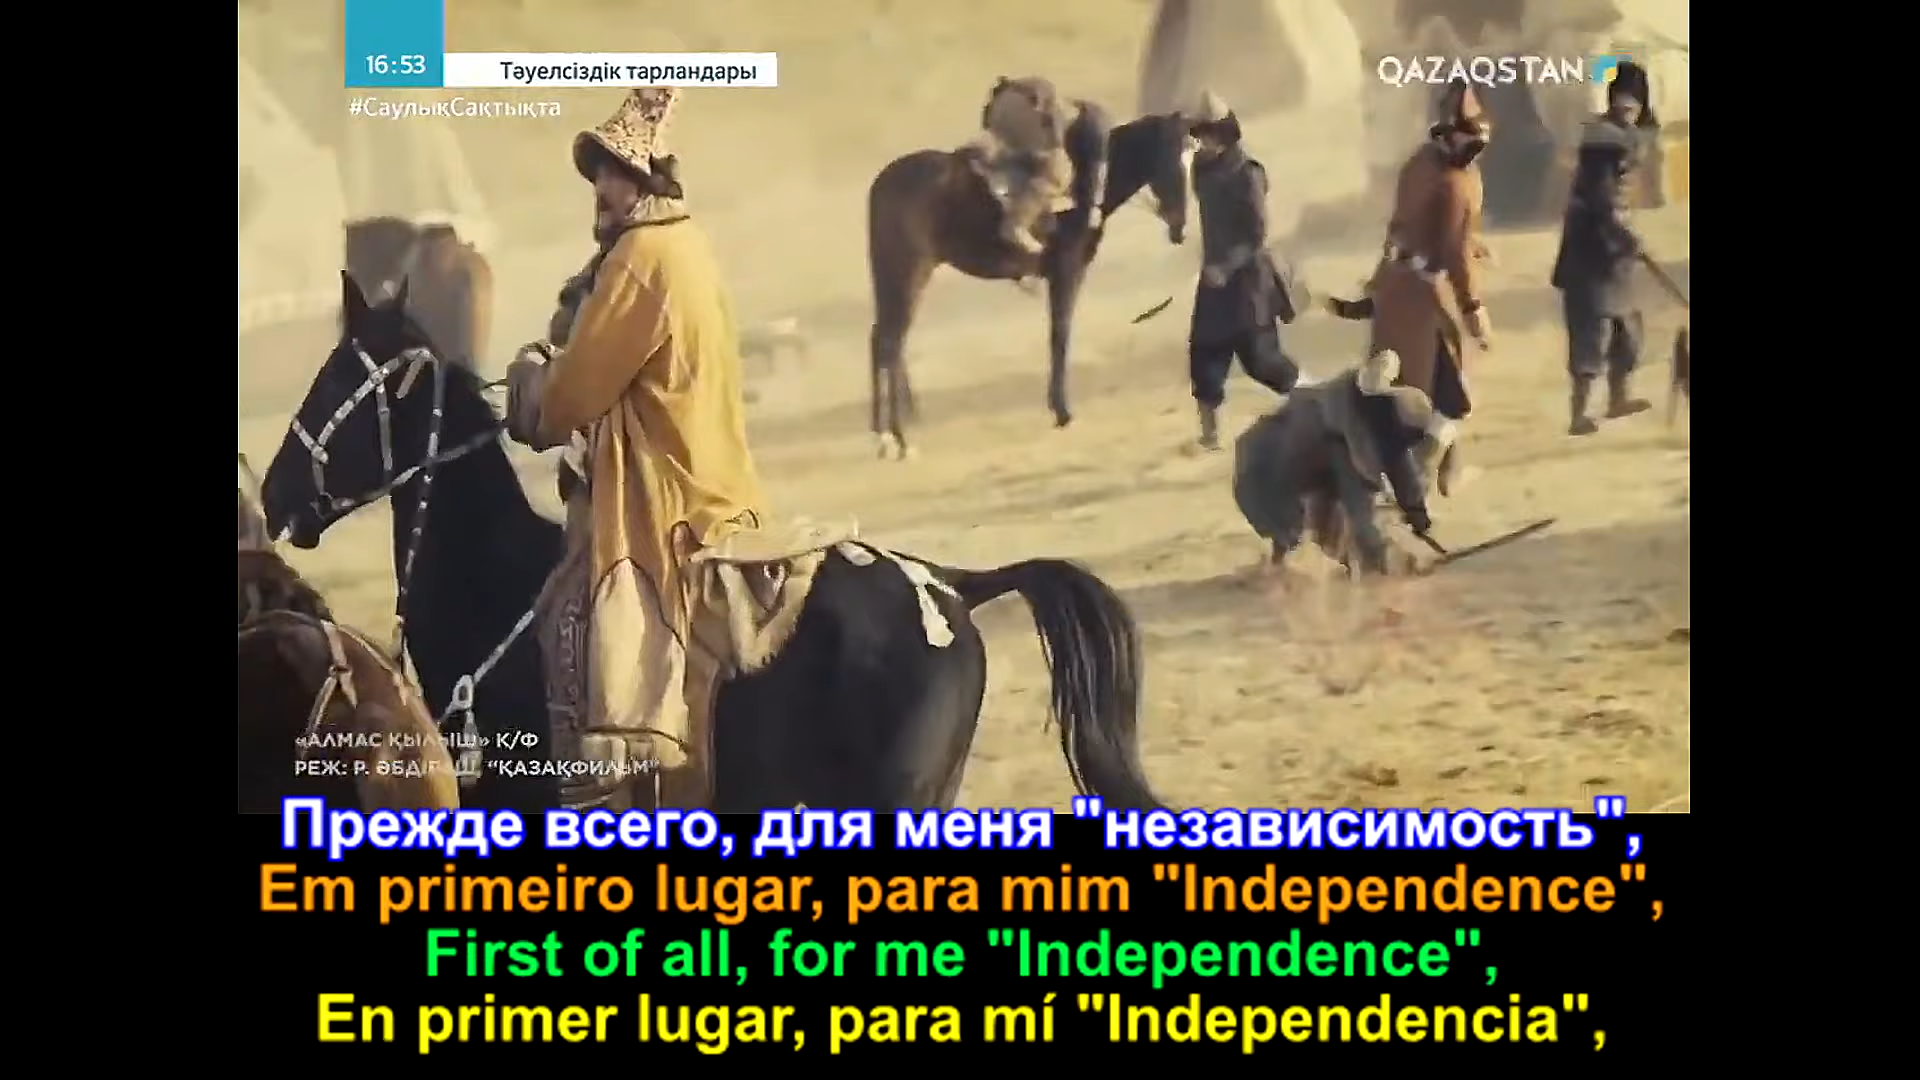 16:53
Тәуелсіздік тарландары
QAZAQSTAN
#СаулықСақтықта
«АЛМАС ҚЫЛЫШ» К/Ф
РЕЖ: Р. ӘБДІРАШ, "ҚАЗАҚФИЛЬМ"
Прежде всего, для меня "независимость",
Em primeiro lugar, para mim "Independence",
First of all, for me "Independence",
En primer lugar, para mí "Independencia",